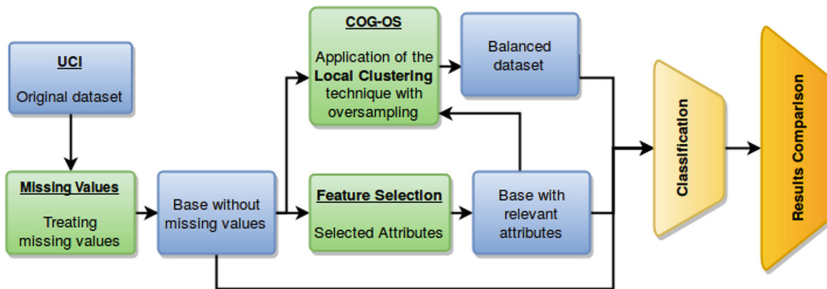 UCI
Original dataset
Missing Values
Treating
missing values
Base without
missing values
COG-OS
Application of the
Local Clustering
technique with
oversampling
Balanced
dataset
Feature Selection
Selected Attributes
Base with
relevant
attributes
Classification
Results Comparison